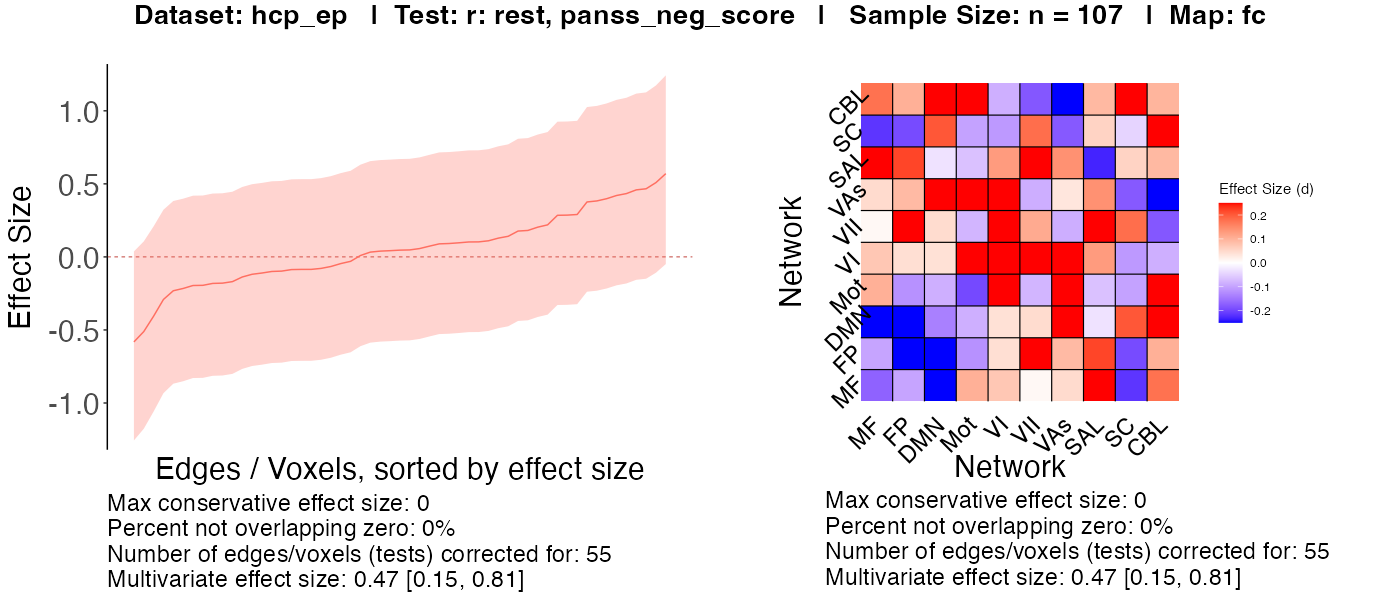 Dataset: hcp_ep   |  Test: r: rest, panss_neg_score   |   Sample Size: n = 107   |  Map: fc
Effect Size
1.0
0.5
0.0
-0.5
-1.0
Edges / Voxels, sorted by effect size
Max conservative effect size: 0
Percent not overlapping zero: 0%
Number of edges/voxels (tests) corrected for: 55
Multivariate effect size: 0.47 [0.15, 0.81]
Network
CBL
SC
SAL
VAs
VII
VI
Mot
DMN
FP
MF
MF FP DMN Mot VI VII VAs SAL SC CBL
Network
Effect Size (d)
0.2
0.1
0.0
-0.1
-0.2
Max conservative effect size: 0
Percent not overlapping zero: 0%
Number of edges/voxels (tests) corrected for: 55
Multivariate effect size: 0.47 [0.15, 0.81]